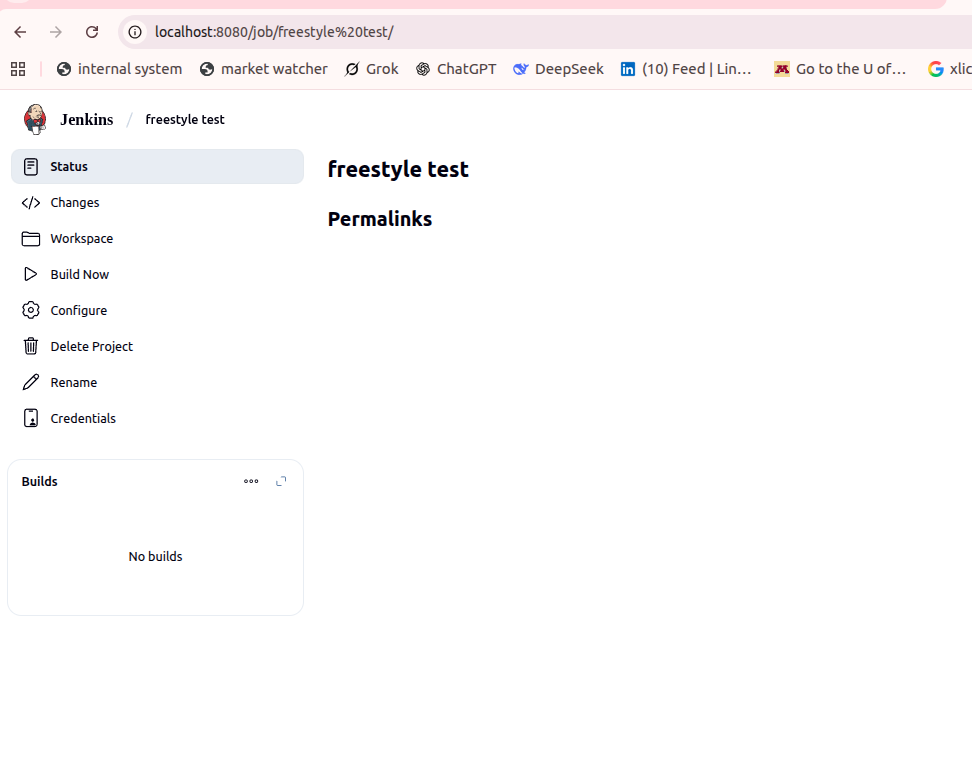 localhost:8080/job/freestyle%20test/
internal system market watcher Grok ChatGPT DeepSeek (10) Feed | Lin... Go to the U of... xlic
Jenkins / freestyle test
Status
freestyle test
Changes
Permalinks
Workspace
Build Now
Configure
Delete Project
Rename
Credentials
Builds
No builds